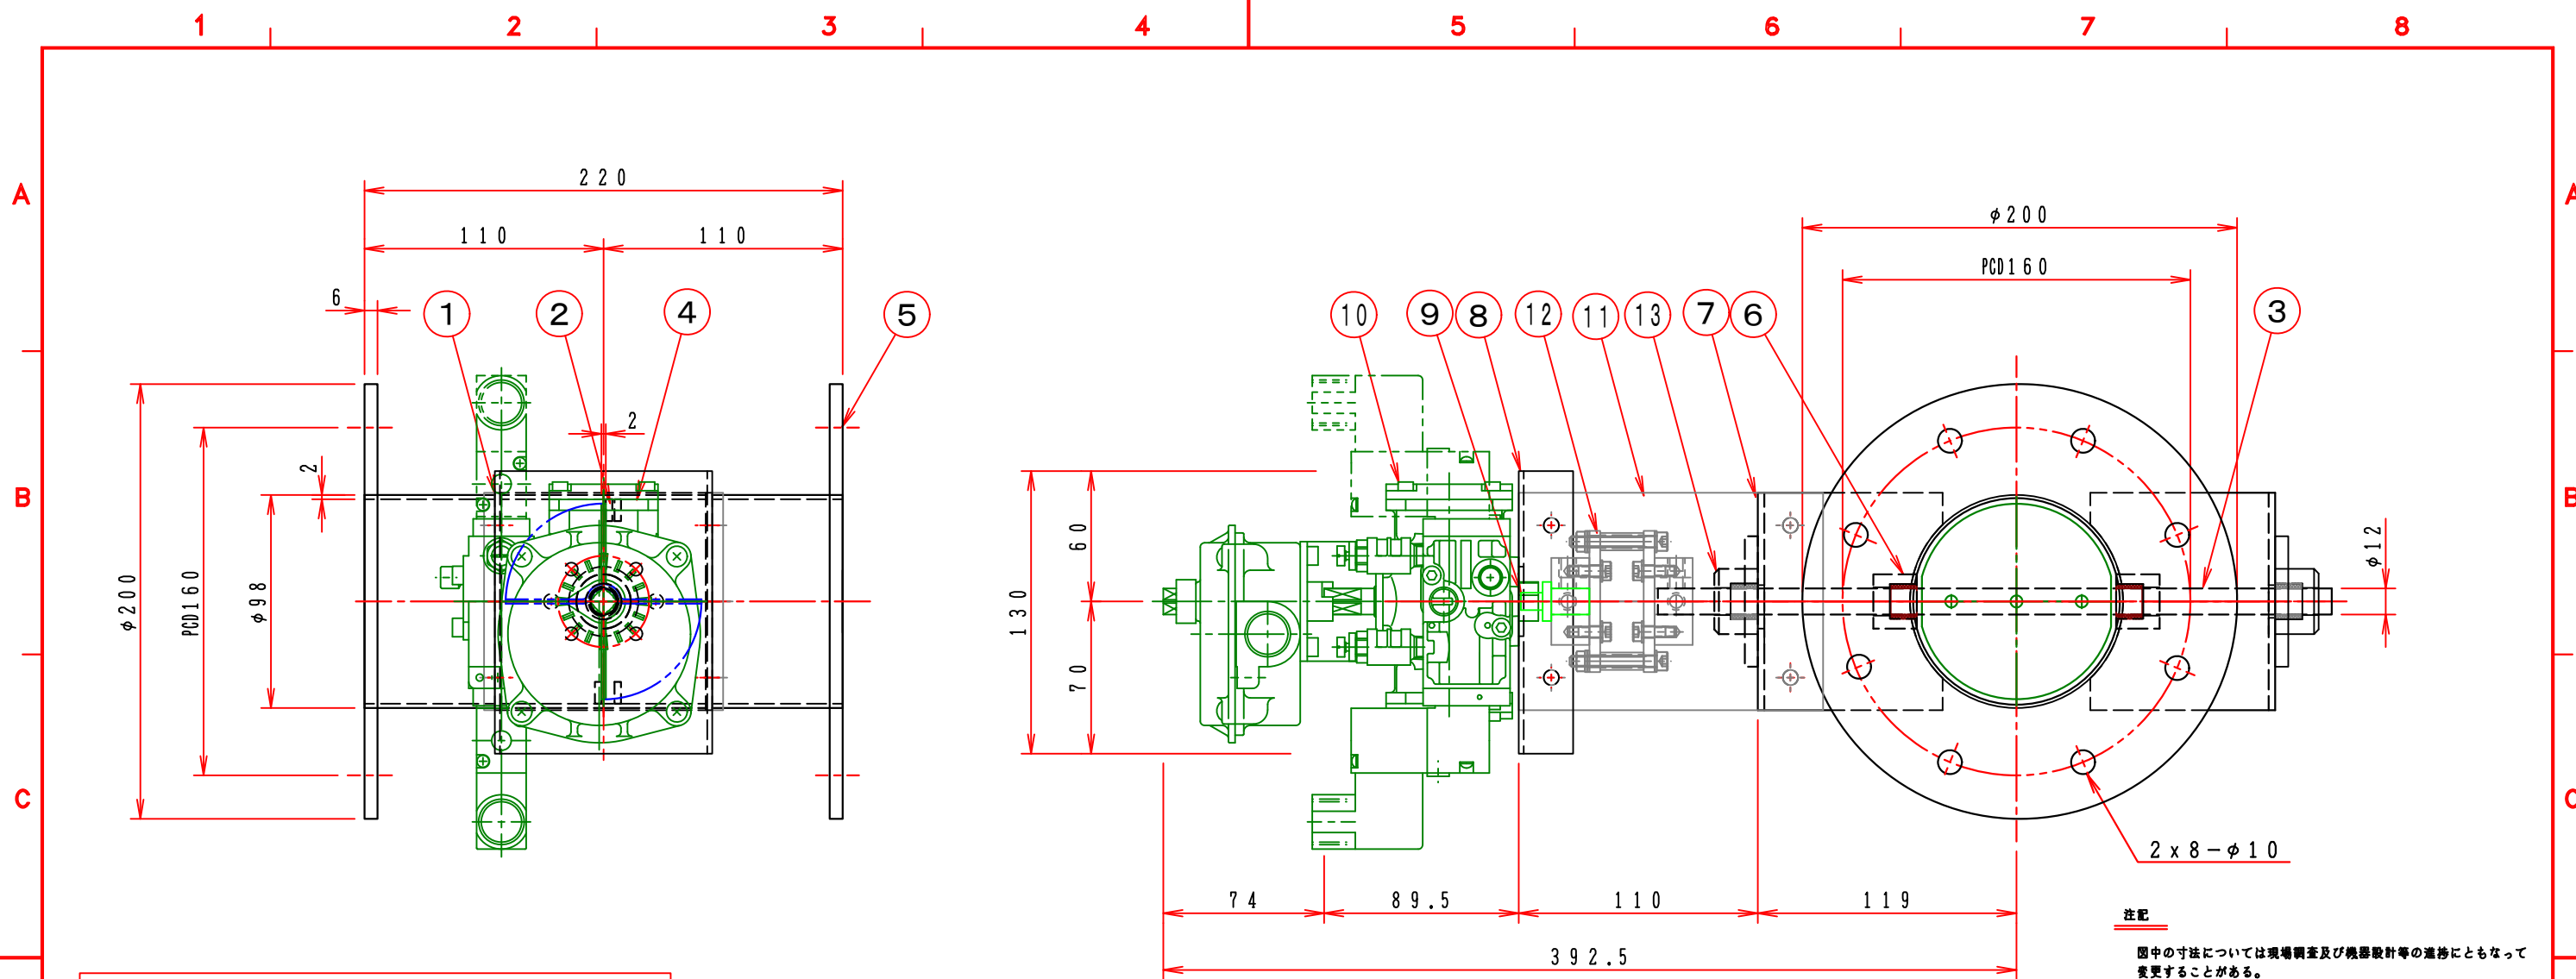 1 2 3 4 5 6 7 8
A A
B B
C C
220
110 110
6
① ② ④ ⑤
2
2
φ200
PCD160
φ98
φ200
PCD160
⑩ ⑨ ⑧ ⑫ ⑪ ⑬ ⑦ ⑥ ③
130
60
70
φ12
2x8-φ10
74 89.5 110 119
392.5
注記
図中の寸法については現場調査及び機器設計等の進捗にともなって
変更することがある。